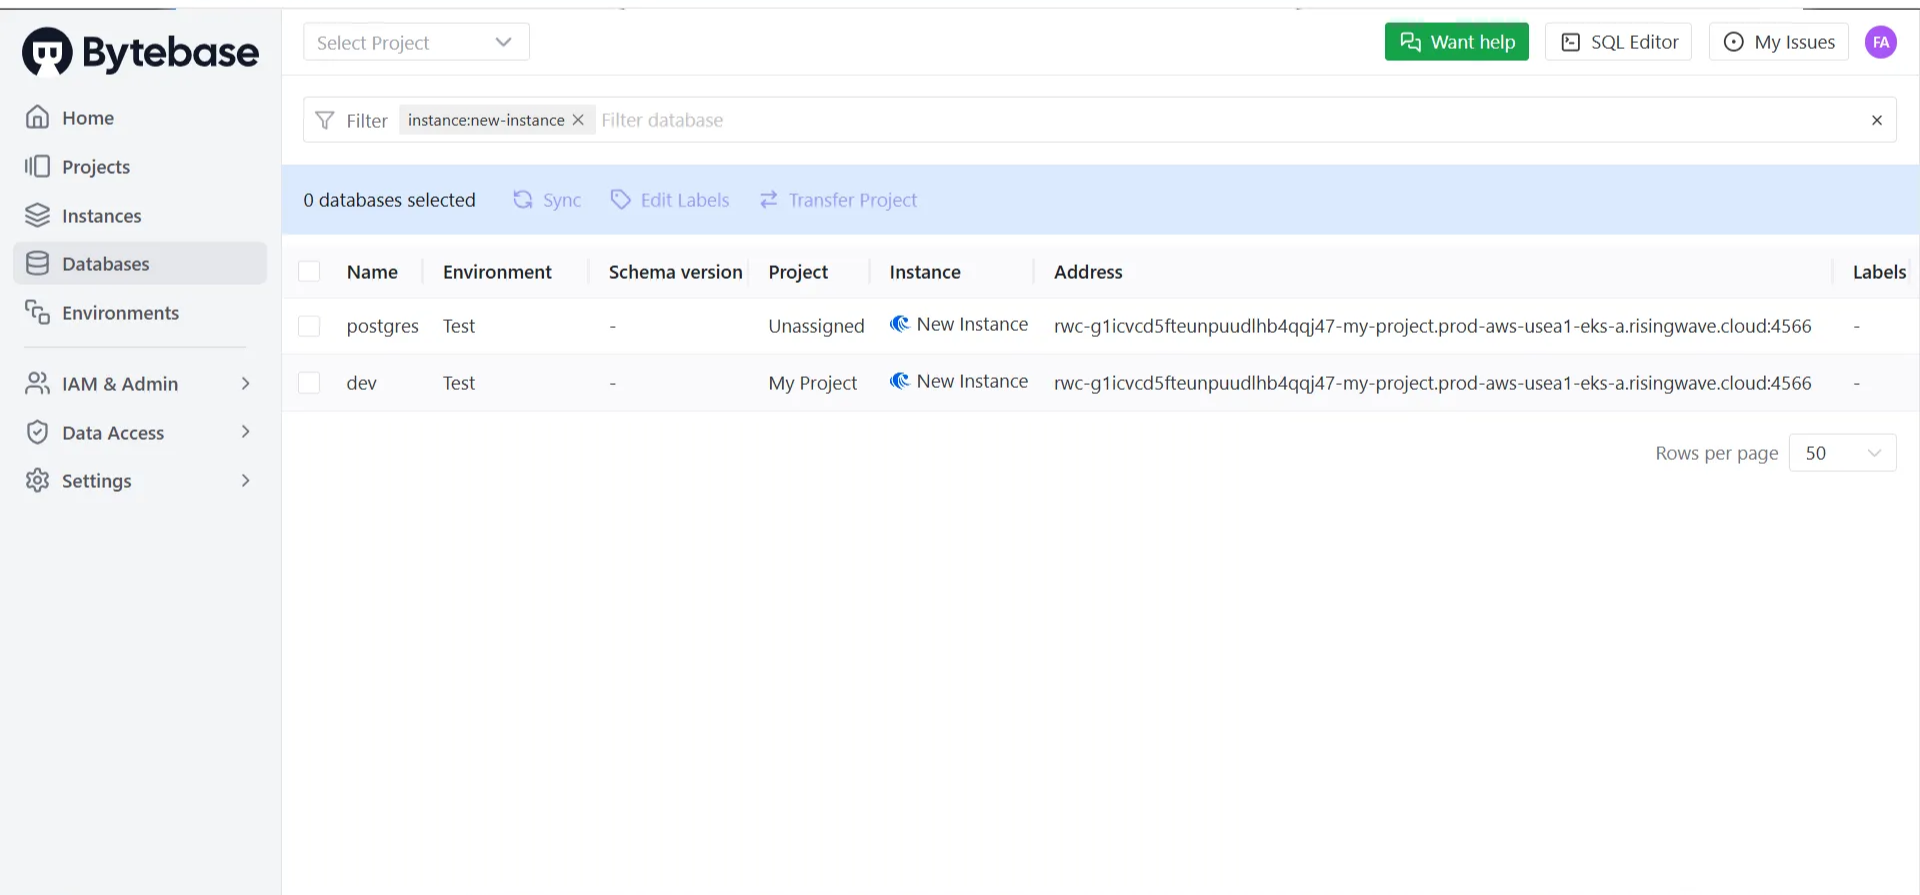 Bytebase
Select Project
Want help
SQL Editor
My Issues
FA
Home
Projects
Instances
Databases
Environments
IAM & Admin
Data Access
Settings
Filter instance:new-instance Filter database
0 databases selected Sync Edit Labels Transfer Project
Name Environment Schema version Project Instance Address Labels
postgres Test - Unassigned New Instance rwc-g1icvcd5fteunpuudlhb4qqj47-my-project.prod-aws-usea1-eks-a.risingwave.cloud:4566 -
dev Test - My Project New Instance rwc-g1icvcd5fteunpuudlhb4qqj47-my-project.prod-aws-usea1-eks-a.risingwave.cloud:4566 -
Rows per page 50